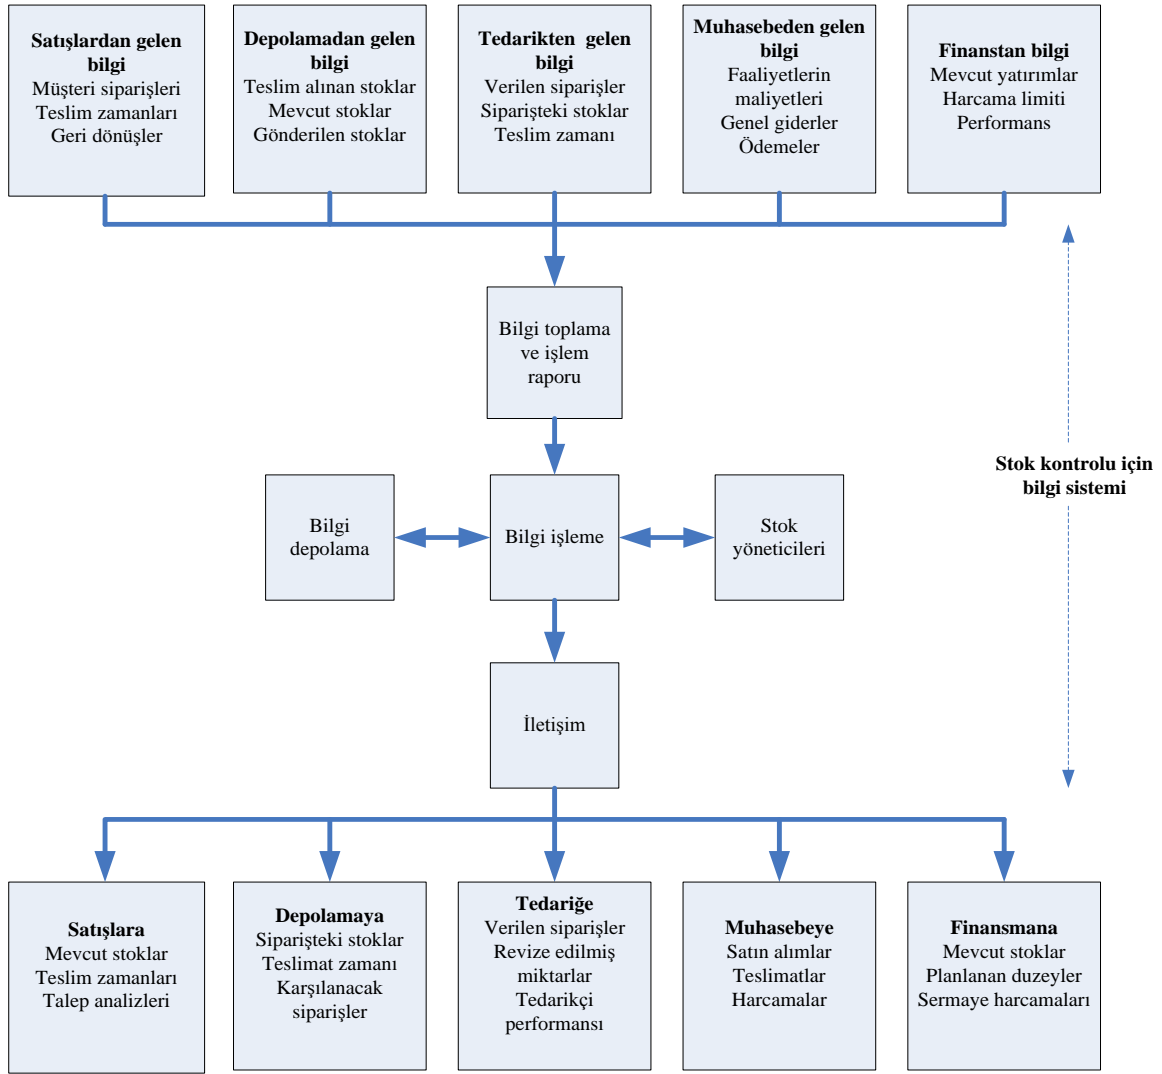 Satışlardan gelen
bilgi
Müşteri siparişleri
Teslim zamanları
Geri dönüşler
Depolamadan gelen
bilgi
Teslim alınan stoklar
Mevcut stoklar
Gönderilen stoklar
Tedarikten gelen
bilgi
Verilen siparişler
Siparişteki stoklar
Teslim zamanı
Muhasebeden gelen
bilgi
Faaliyetlerin
maliyetleri
Genel giderler
Ödemeler
Finanstan bilgi
Mevcut yatırımlar
Harcama limiti
Performans
Bilgi toplama
ve işlem
raporu
Stok kontrolu için
bilgi sistemi
Bilgi
depolama
Bilgi işleme
Stok
yöneticileri
İletişim
Satışlara
Mevcut stoklar
Teslim zamanları
Talep analizleri
Depolamaya
Siparişteki stoklar
Teslimat zamanı
Karşılanacak
siparişler
Tedariğe
Verilen siparişler
Revize edilmiş
miktarlar
Tedarikçi
performansı
Muhasebeye
Satın alımlar
Teslimatlar
Harcamalar
Finansmana
Mevcut stoklar
Planlanan duzeyler
Sermaye harcamaları